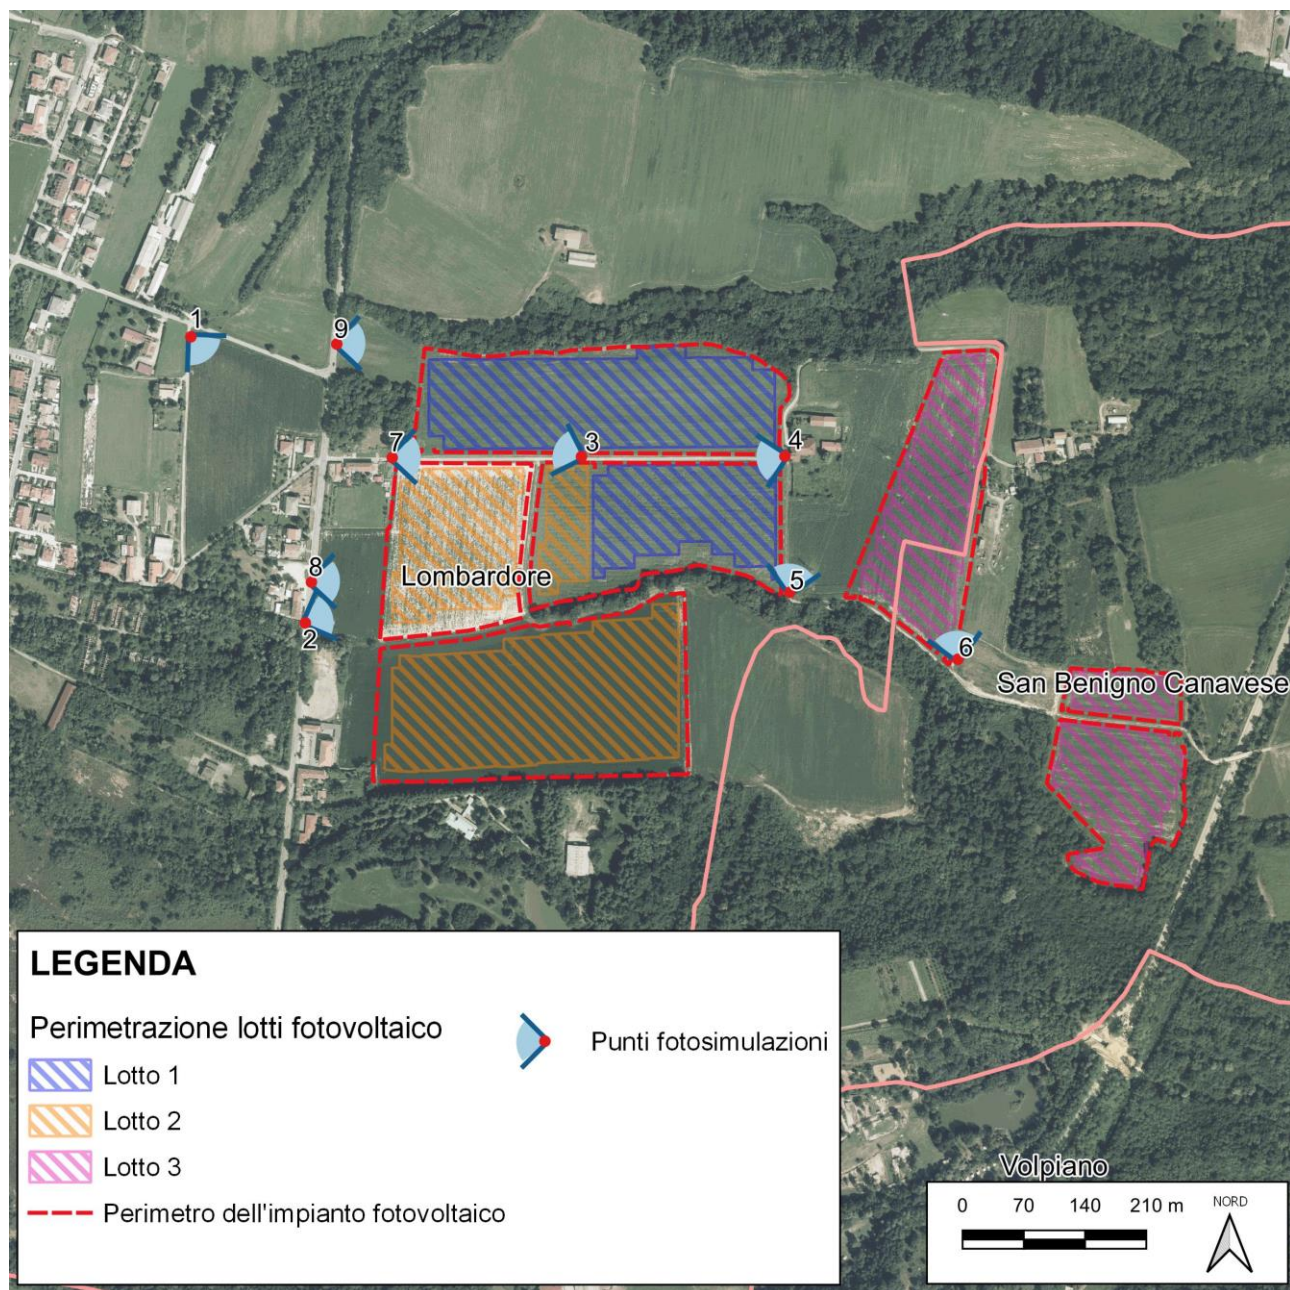 1
9
7
3
4
8
Lombardore
5
2
6
San Benigno Canavese
LEGENDA
Perimetrazione lotti fotovoltaico
Punti fotosimulazioni
Lotto 1
Lotto 2
Lotto 3
Perimetro dell'impianto fotovoltaico
Volpiano
0 70 140 210 m
NORD